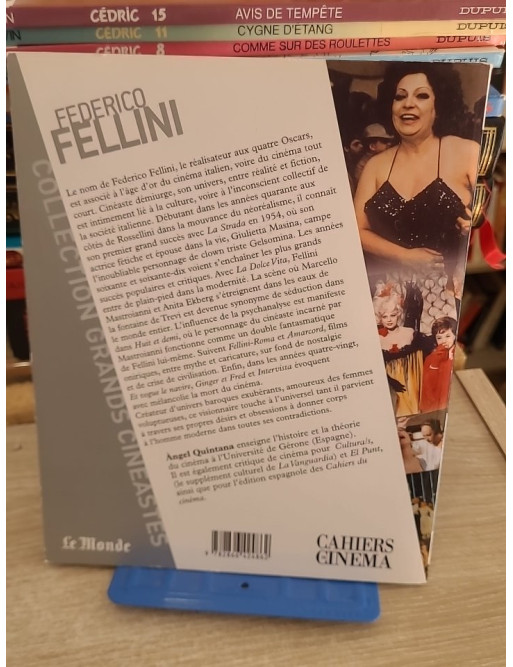 CÉDRIC 15 AVIS DE TEMPÊTE DUPUIS
CÉDRIC 11 CYGNE D'ÉTANG DUPUIS
CÉDRIC 8 COMME SUR DES ROULETTES DUPUIS
DUPUIS
FEDERICO
FELLINI
COLLECTION GRANDS CINÉASTES
Le nom de Federico Fellini, le réalisateur aux quatre Oscars,
est associé à l'âge d'or du cinéma italien, voire du cinéma tout
court. Cinéaste démiurge, son univers, entre réalité et fiction,
est intimement lié à la culture, voire à l'inconscient collectif de
la société italienne. Débutant dans les années quarante aux
côtés de Rossellini dans la mouvance du néoréalisme, il connaît
son premier grand succès avec La Strada en 1954, où son
actrice fétiche et épouse dans la vie, Giulietta Masina, campe
l'inoubliable personnage de clown triste Gelsomina. Les années
soixante et soixante-dix voient s'enchaîner les plus grands
succès populaires et critiques. Avec La Dolce Vita, Fellini
entre de plain-pied dans la modernité. La scène où Marcello
Mastroianni et Anita Ekberg s'étreignent dans les eaux de
la fontaine de Trevi est devenue synonyme de séduction dans
le monde entier. L'influence de la psychanalyse est manifeste
dans Huit et demi, où le personnage du cinéaste incarné par
Mastroianni fonctionne comme un double fantasmatique
de Fellini lui-même. Suivent Fellini-Roma et Amarcord, films
oniriques, entre mythe et caricature, sur fond de nostalgie
et de crise de civilisation. Enfin, dans les années quatre-vingt,
Et vogue le navire, Ginger et Fred et Intervista évoquent
avec mélancolie la mort du cinéma.
Créateur d'univers baroques exubérants, amoureux des femmes
voluptueuses, ce visionnaire touche à l'universel tant il parvient
à travers ses propres désirs et obsessions à donner corps
à l'homme moderne dans toutes ses contradictions.
Àngel Quintana enseigne l'histoire et la théorie
du cinéma à l'Université de Gérone (Espagne).
Il est également critique de cinéma pour Cultura/s,
(le supplément culturel de La Vanguardia) et El Punt,
ainsi que pour l'édition espagnole des Cahiers du
cinéma.
Le Monde
CAHIERS
DU
CINEMA